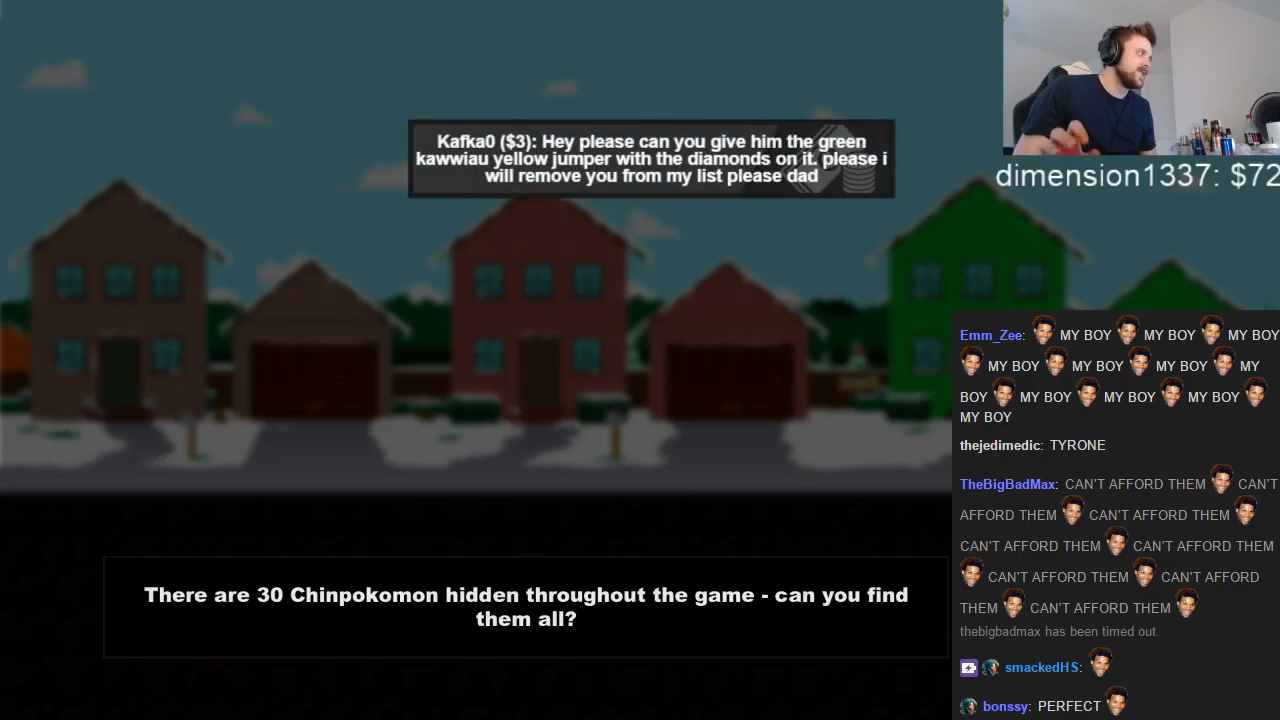 Kafka0 ($3): Hey please can you give him the green
kawwiau yellow jumper with the diamonds on it. please i
will remove you from my list please dad
dimension1337: $72
Emm_Zee: MY BOY MY BOY MY BOY
MY BOY MY BOY MY BOY MY
BOY MY BOY MY BOY MY BOY
MY BOY
thejedimedic: TYRONE
TheBigBadMax: CAN'T AFFORD THEM CAN'T
AFFORD THEM CAN'T AFFORD THEM
CAN'T AFFORD THEM CAN'T AFFORD THEM
CAN'T AFFORD THEM CAN'T AFFORD
THEM CAN'T AFFORD THEM
thebigbadmax has been timed out.
smackedHS:
bonssy: PERFECT
There are 30 Chinpokomon hidden throughout the game - can you find
them all?